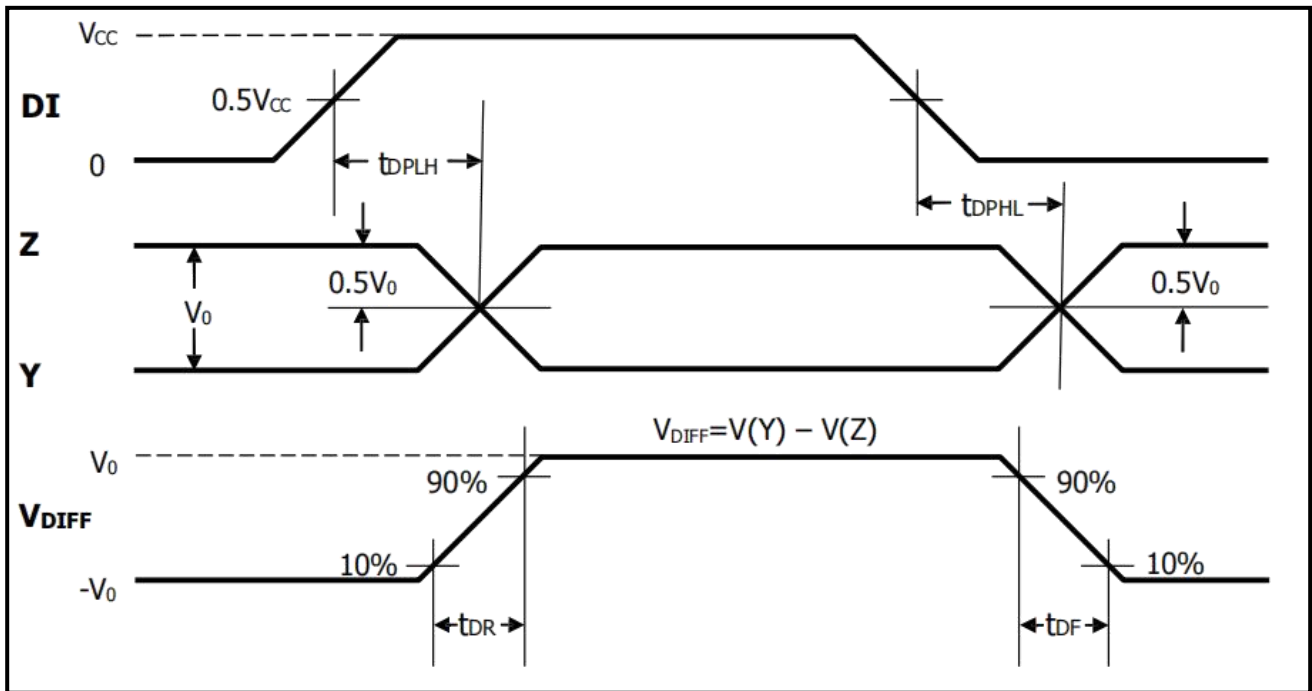 VCC
DI
0.5VCC
0
tDPLH
tDPHL
Z
0.5V0
0.5V0
V0
Y
VDIFF=V(Y) – V(Z)
V0
90%
90%
VDIFF
10%
10%
-V0
tDR
tDF